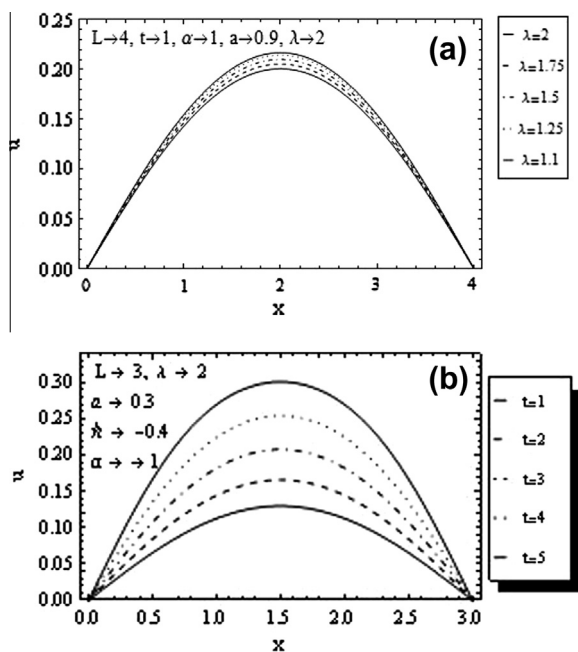 L→4, t→1, α→1, a→0.9, λ→2
(a)
0.25
0.20
0.15
0.10
0.05
0.00
u
0 1 2 3 4
x
λ=2
λ=1.75
λ=1.5
λ=1.25
λ=1.1
L → 3, λ → 2
a → 0.3
ℏ → -0.4
α → → 1
(b)
0.30
0.25
0.20
0.15
0.10
0.05
0.00
u
0.0 0.5 1.0 1.5 2.0 2.5 3.0
x
t=1
t=2
t=3
t=4
t=5